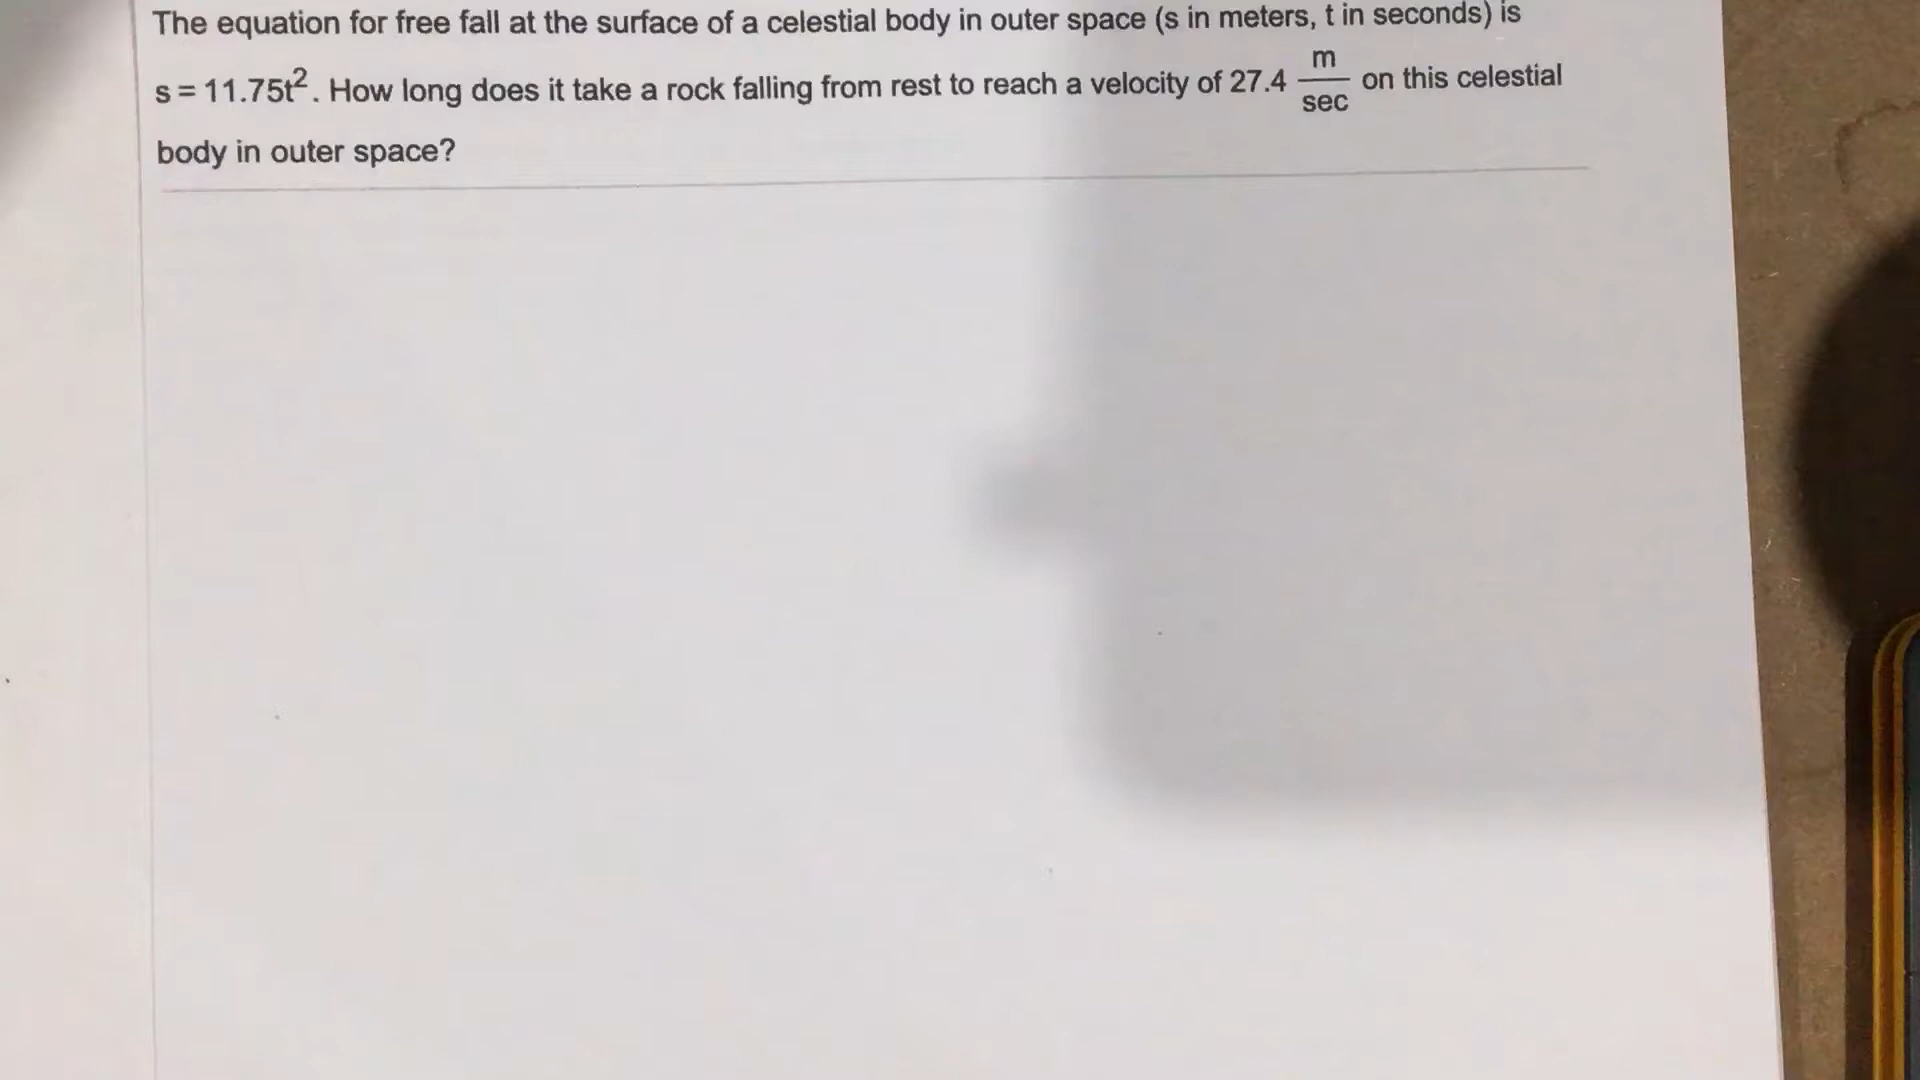 The equation for free fall at the surface of a celestial body in outer space (s in meters, t in seconds) is
s = 11.75t². How long does it take a rock falling from rest to reach a velocity of 27.4 m/sec on this celestial
body in outer space?